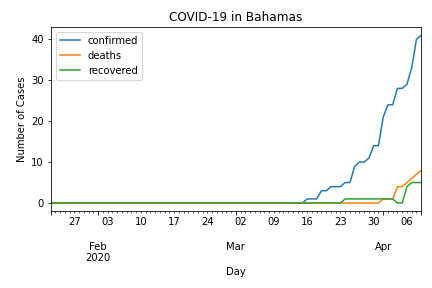 COVID-19 in Bahamas
confirmed
deaths
recovered
Number of Cases
40
30
20
10
0
27 03 10 17 24 02 09 16 23 30 06
Feb Mar Apr
2020
Day